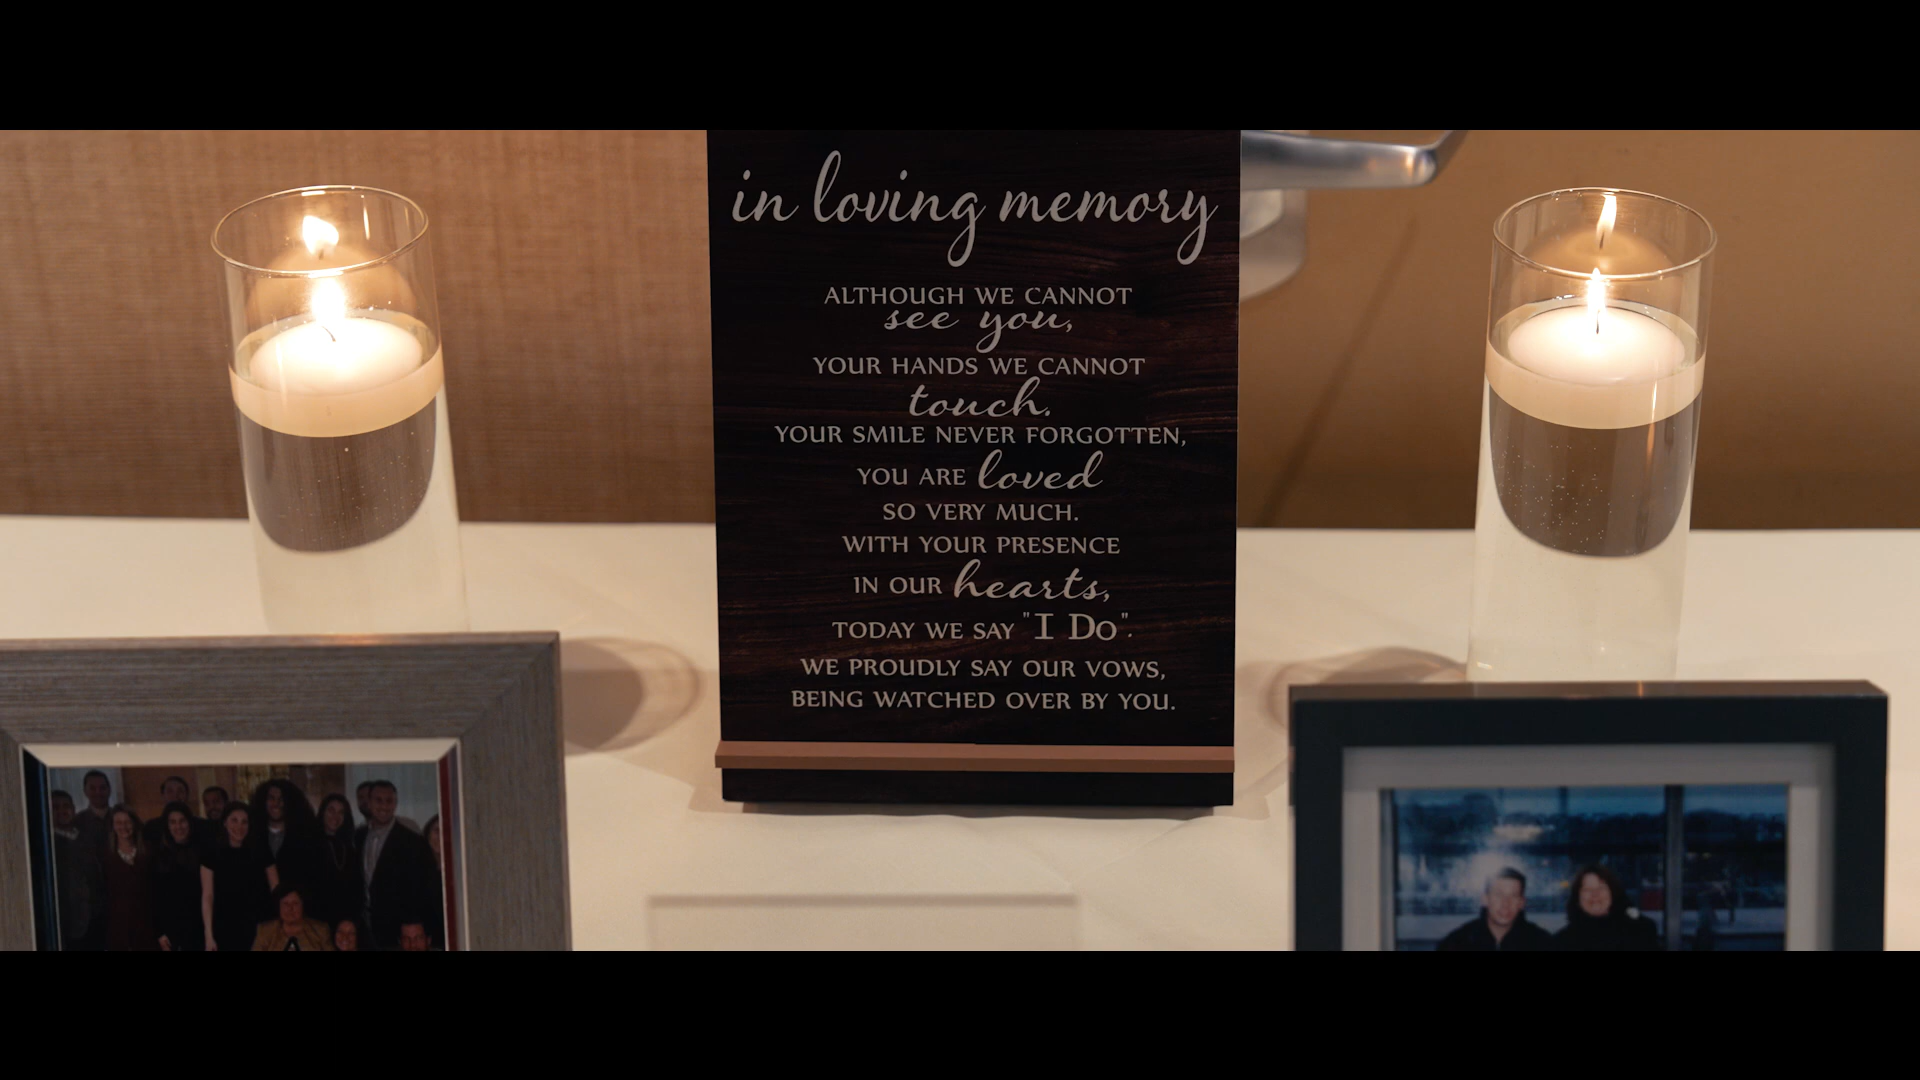 in loving memory
ALTHOUGH WE CANNOT
see you,
YOUR HANDS WE CANNOT
touch.
YOUR SMILE NEVER FORGOTTEN,
YOU ARE loved
SO VERY MUCH.
WITH YOUR PRESENCE
IN OUR hearts,
TODAY WE SAY "I DO".
WE PROUDLY SAY OUR VOWS,
BEING WATCHED OVER BY YOU.